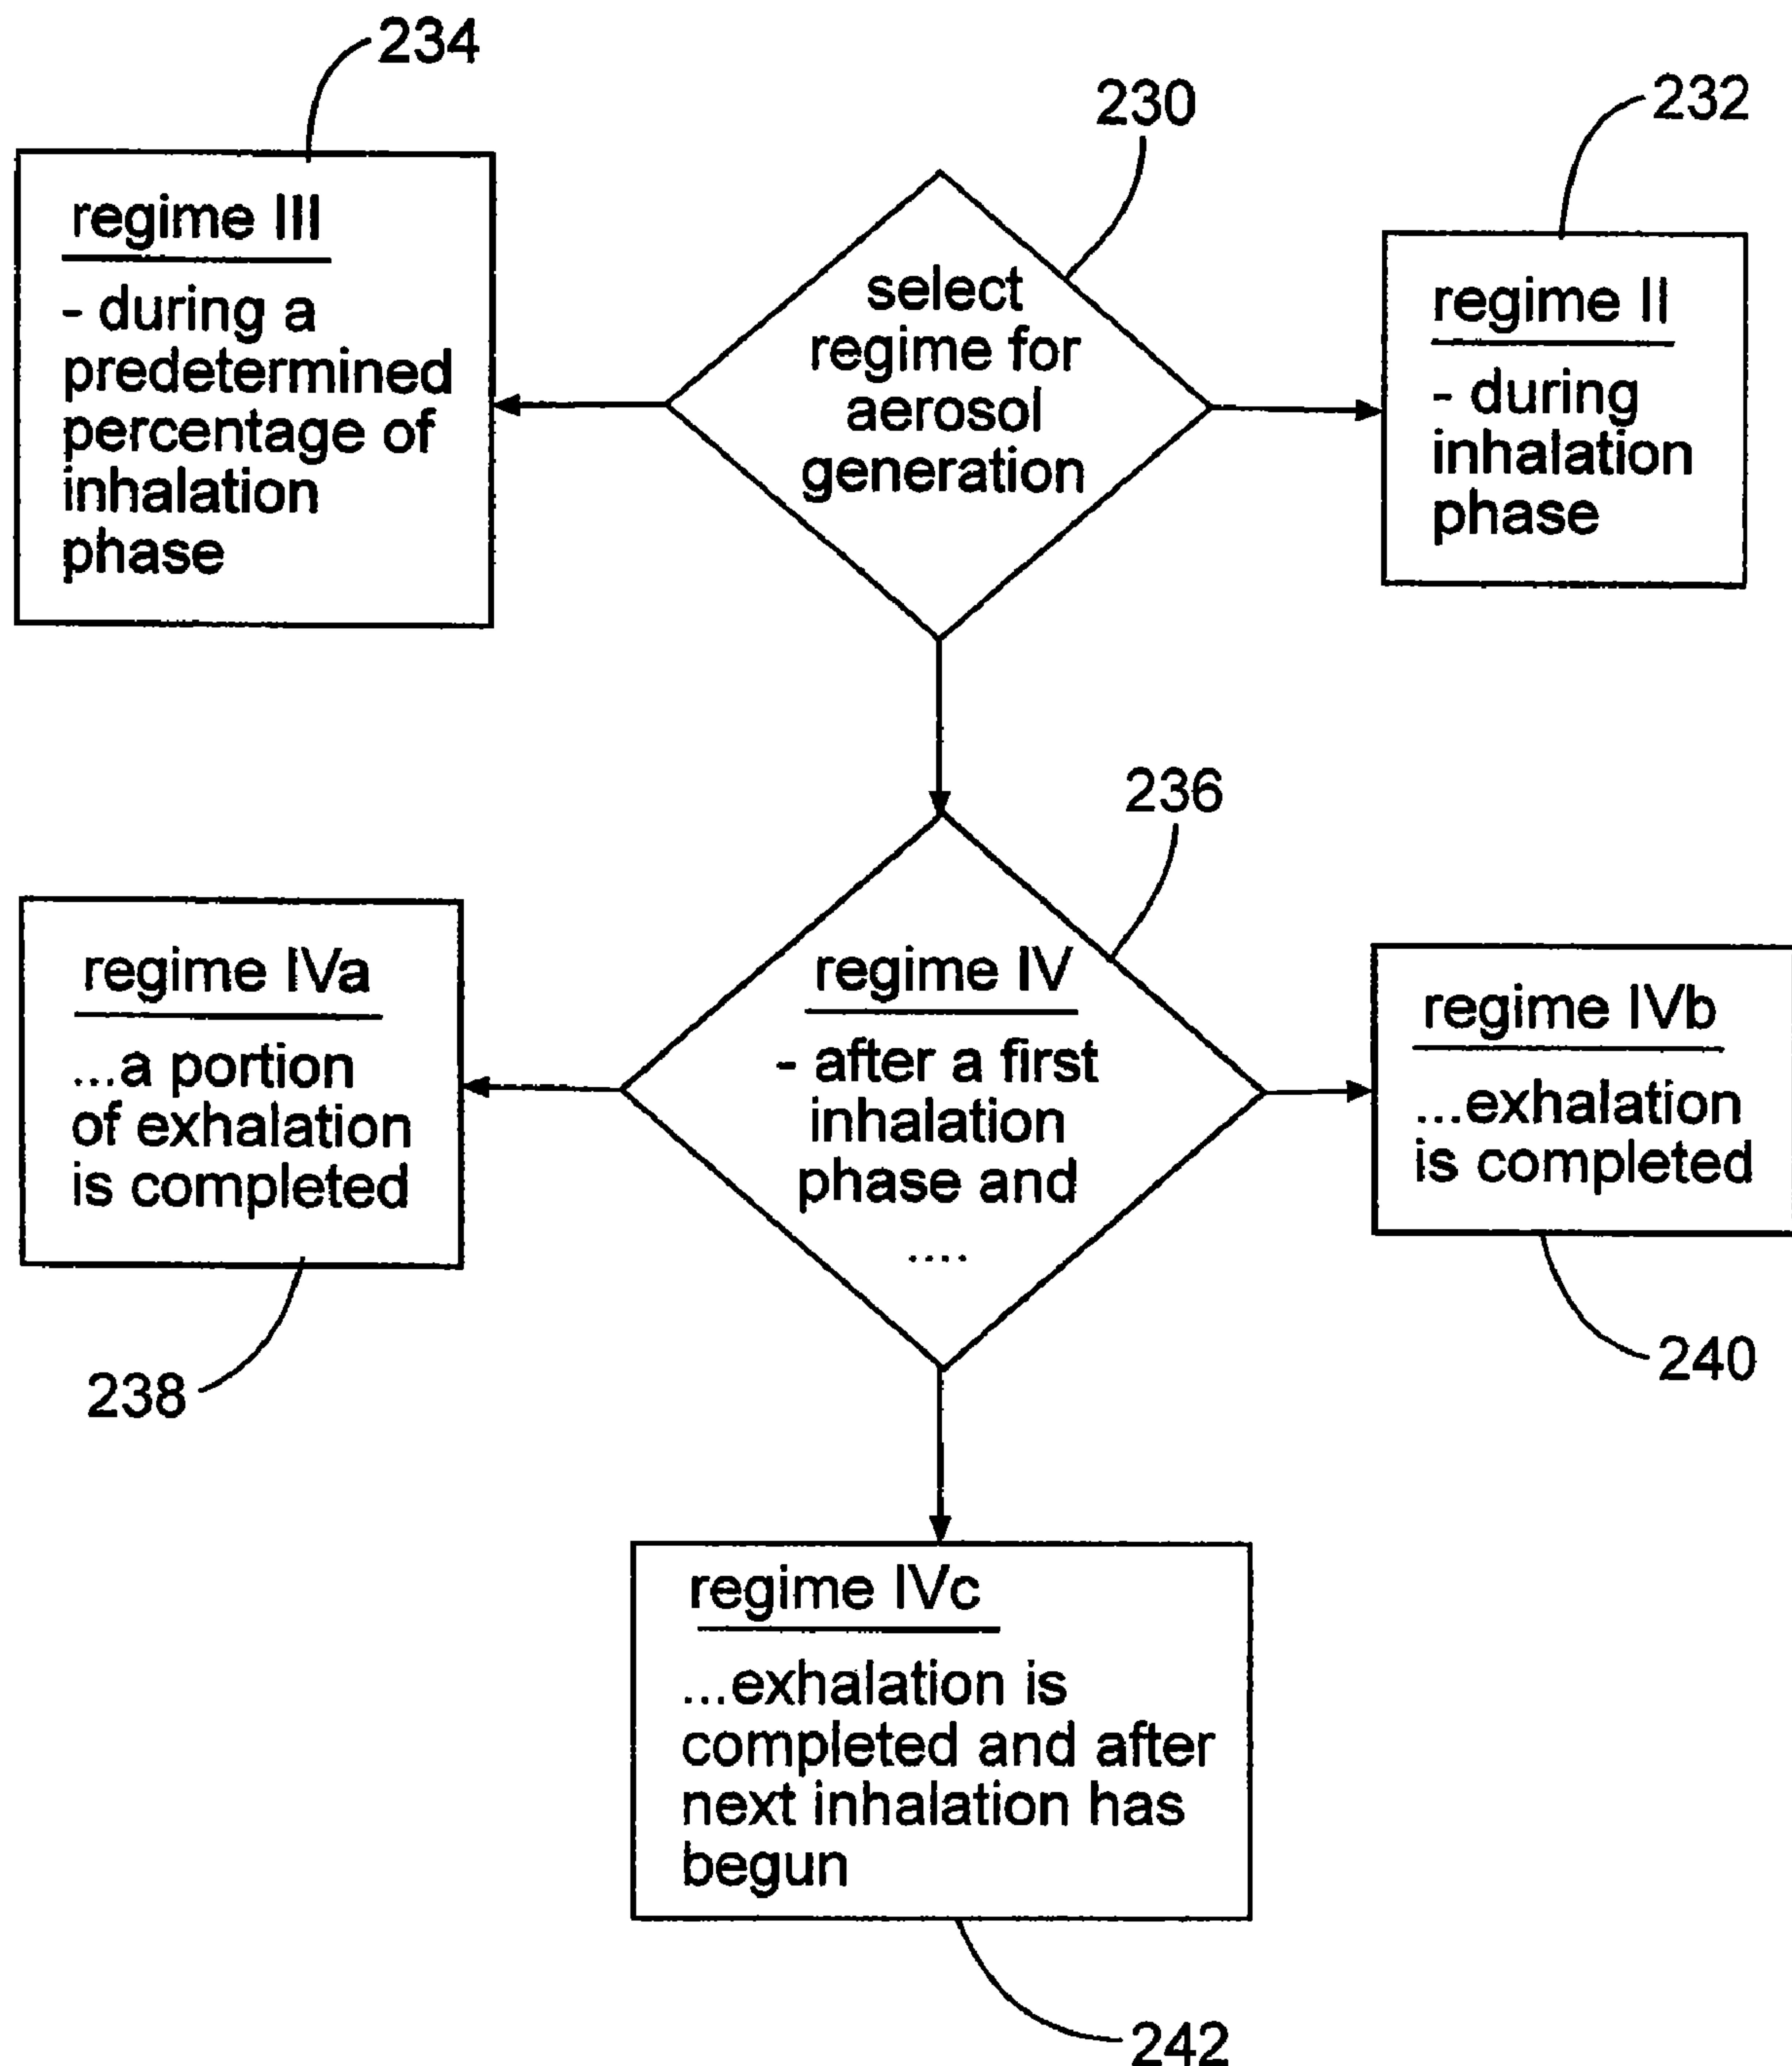 234
230
232
regime III
- during a
predetermined
percentage of
inhalation
phase
select
regime for
aerosol
generation
regime II
- during
inhalation
phase
236
regime IVa
...a portion
of exhalation
is completed
regime IV
- after a first
inhalation
phase and
....
regime IVb
...exhalation
is completed
238
240
regime IVc
...exhalation is
completed and after
next inhalation has
begun
242